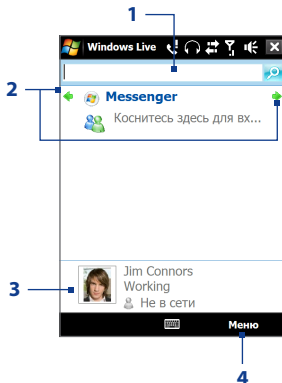 1
Windows Live
2
Messenger
Коснитесь здесь для вх...
3
Jim Connors
Working
Не в сети
Меню
4